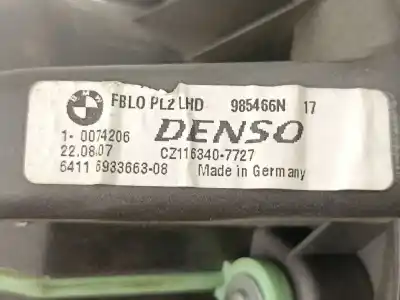 FBLO PL2 LHD 985466N 17
1- 0074206 DENSO
22.08.07 CZ116340-7727
6411 6933663-08 Made in Germany